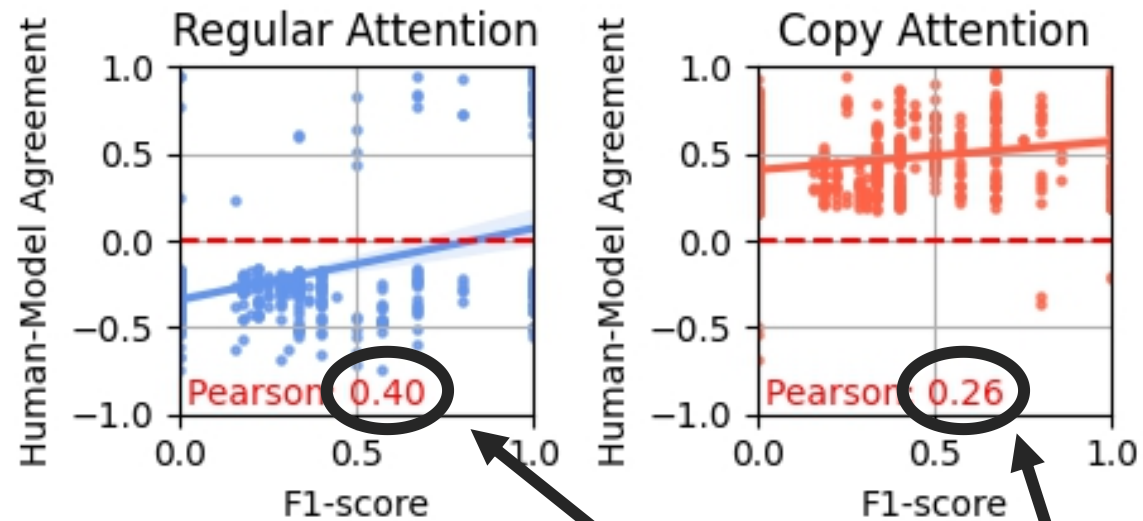 Regular Attention
Human-Model Agreement
1.0
0.5
0.0
−0.5
−1.0
Pearson: 0.40
0.0 0.5 1.0
F1-score
Copy Attention
Human-Model Agreement
1.0
0.5
0.0
−0.5
−1.0
Pearson: 0.26
0.0 0.5 1.0
F1-score